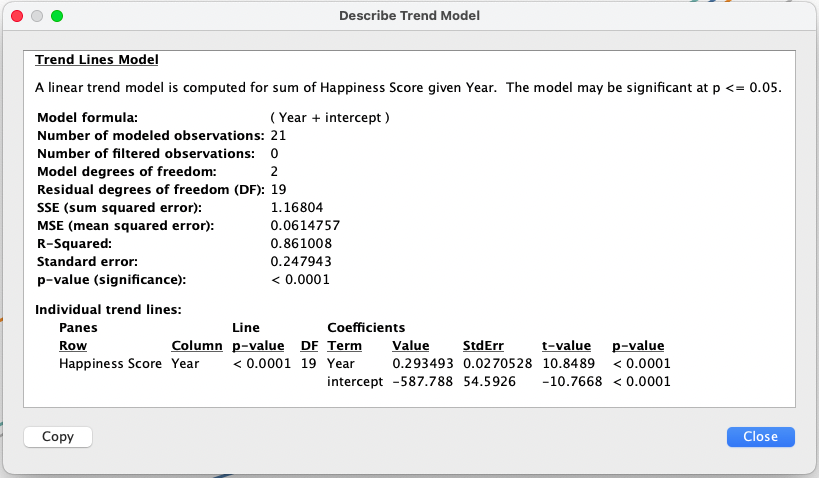 Describe Trend Model
Trend Lines Model
A linear trend model is computed for sum of Happiness Score given Year.  The model may be significant at p <= 0.05.
Model formula: ( Year + intercept )
Number of modeled observations: 21
Number of filtered observations: 0
Model degrees of freedom: 2
Residual degrees of freedom (DF): 19
SSE (sum squared error): 1.16804
MSE (mean squared error): 0.0614757
R-Squared: 0.861008
Standard error: 0.247943
p-value (significance): < 0.0001
Individual trend lines:
Panes Line Coefficients
Row Column p-value DF Term Value StdErr t-value p-value
Happiness Score Year < 0.0001 19 Year 0.293493 0.0270528 10.8489 < 0.0001
intercept −587.788 54.5926 −10.7668 < 0.0001
Copy Close